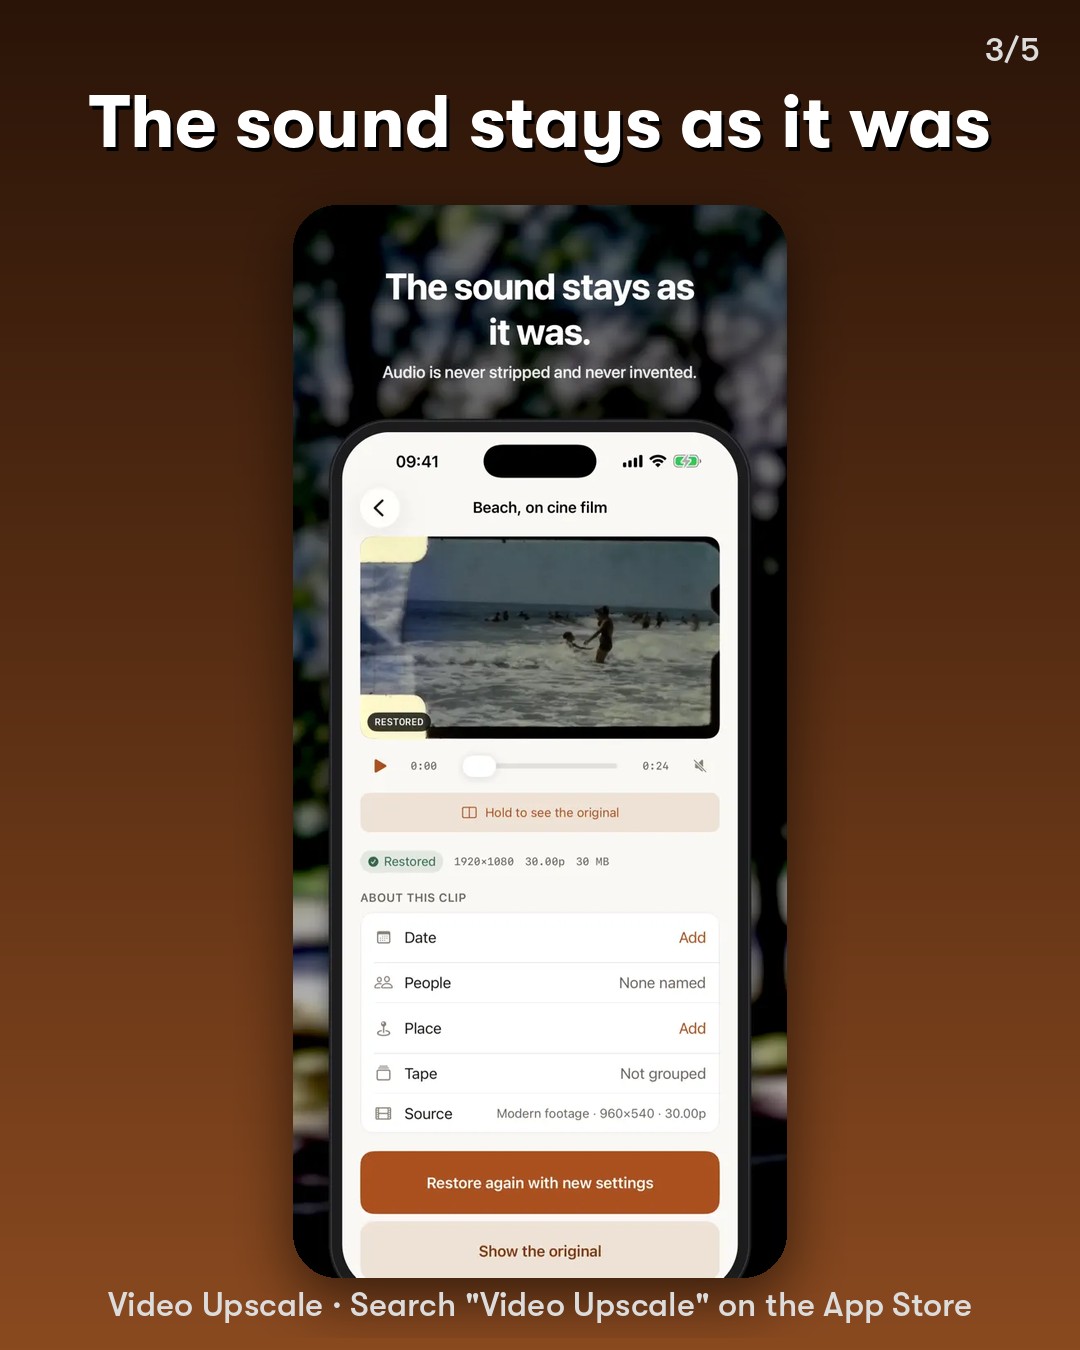 3/5
The sound stays as it was
The sound stays as
it was.
Audio is never stripped and never invented.
09:41
Beach, on cine film
RESTORED
0:00
0:24
Hold to see the original
Restored 1920×1080 30.00p 30 MB
ABOUT THIS CLIP
Date Add
People None named
Place Add
Tape Not grouped
Source Modern footage · 960×540 · 30.00p
Restore again with new settings
Show the original
Video Upscale · Search "Video Upscale" on the App Store